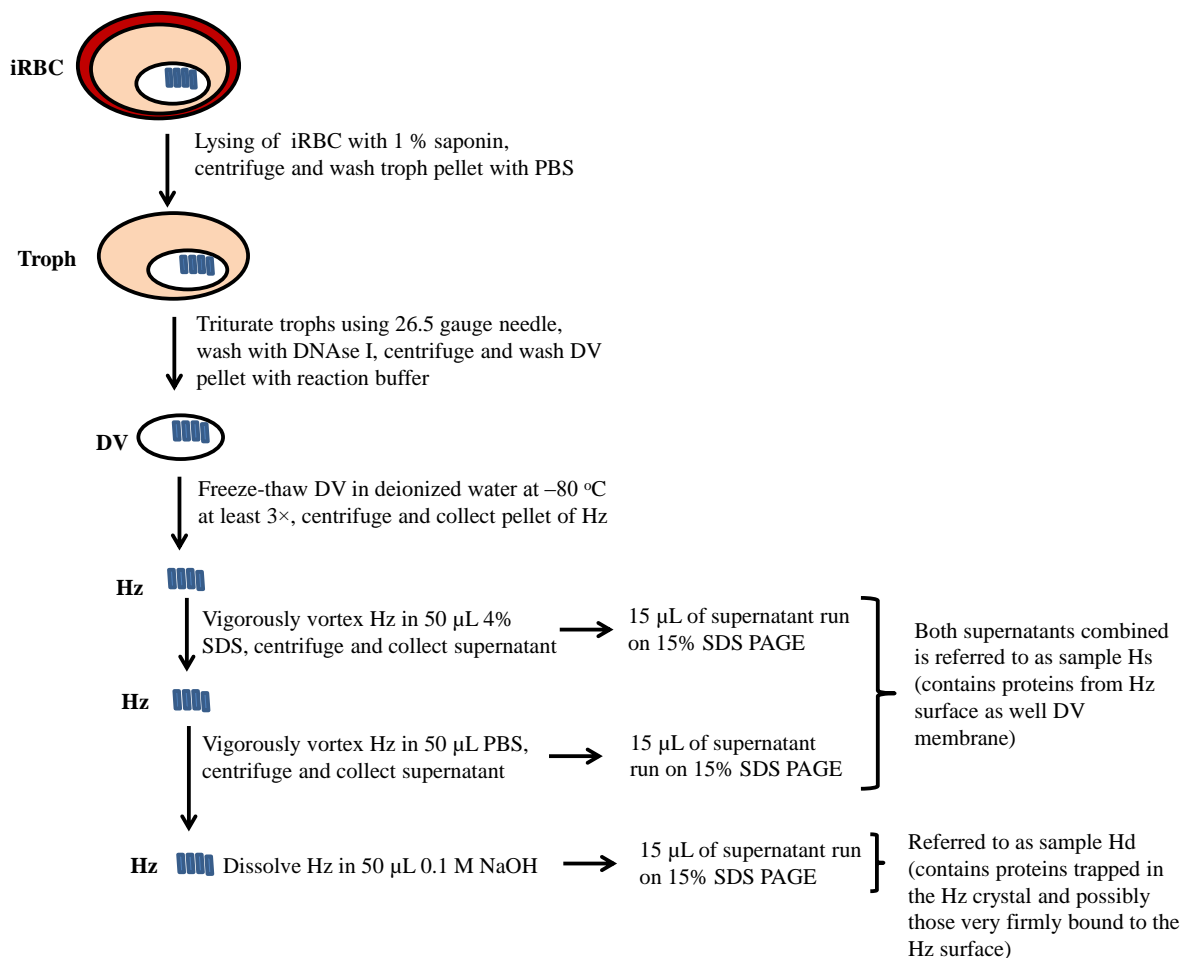 iRBC
Lysing of iRBC with 1 % saponin,
centrifuge and wash troph pellet with PBS
Troph
Triturate trophs using 26.5 gauge needle,
wash with DNAse I, centrifuge and wash DV
pellet with reaction buffer
DV
Freeze-thaw DV in deionized water at –80 °C
at least 3×, centrifuge and collect pellet of Hz
Hz
Vigorously vortex Hz in 50 µL 4%
SDS, centrifuge and collect supernatant
15 µL of supernatant run
on 15% SDS PAGE
Hz
Vigorously vortex Hz in 50 µL PBS,
centrifuge and collect supernatant
15 µL of supernatant
run on 15% SDS PAGE
Both supernatants combined
is referred to as sample Hs
(contains proteins from Hz
surface as well DV
membrane)
Hz
Dissolve Hz in 50 µL 0.1 M NaOH
15 µL of supernatant run
on 15% SDS PAGE
Referred to as sample Hd
(contains proteins trapped in
the Hz crystal and possibly
those very firmly bound to the
Hz surface)